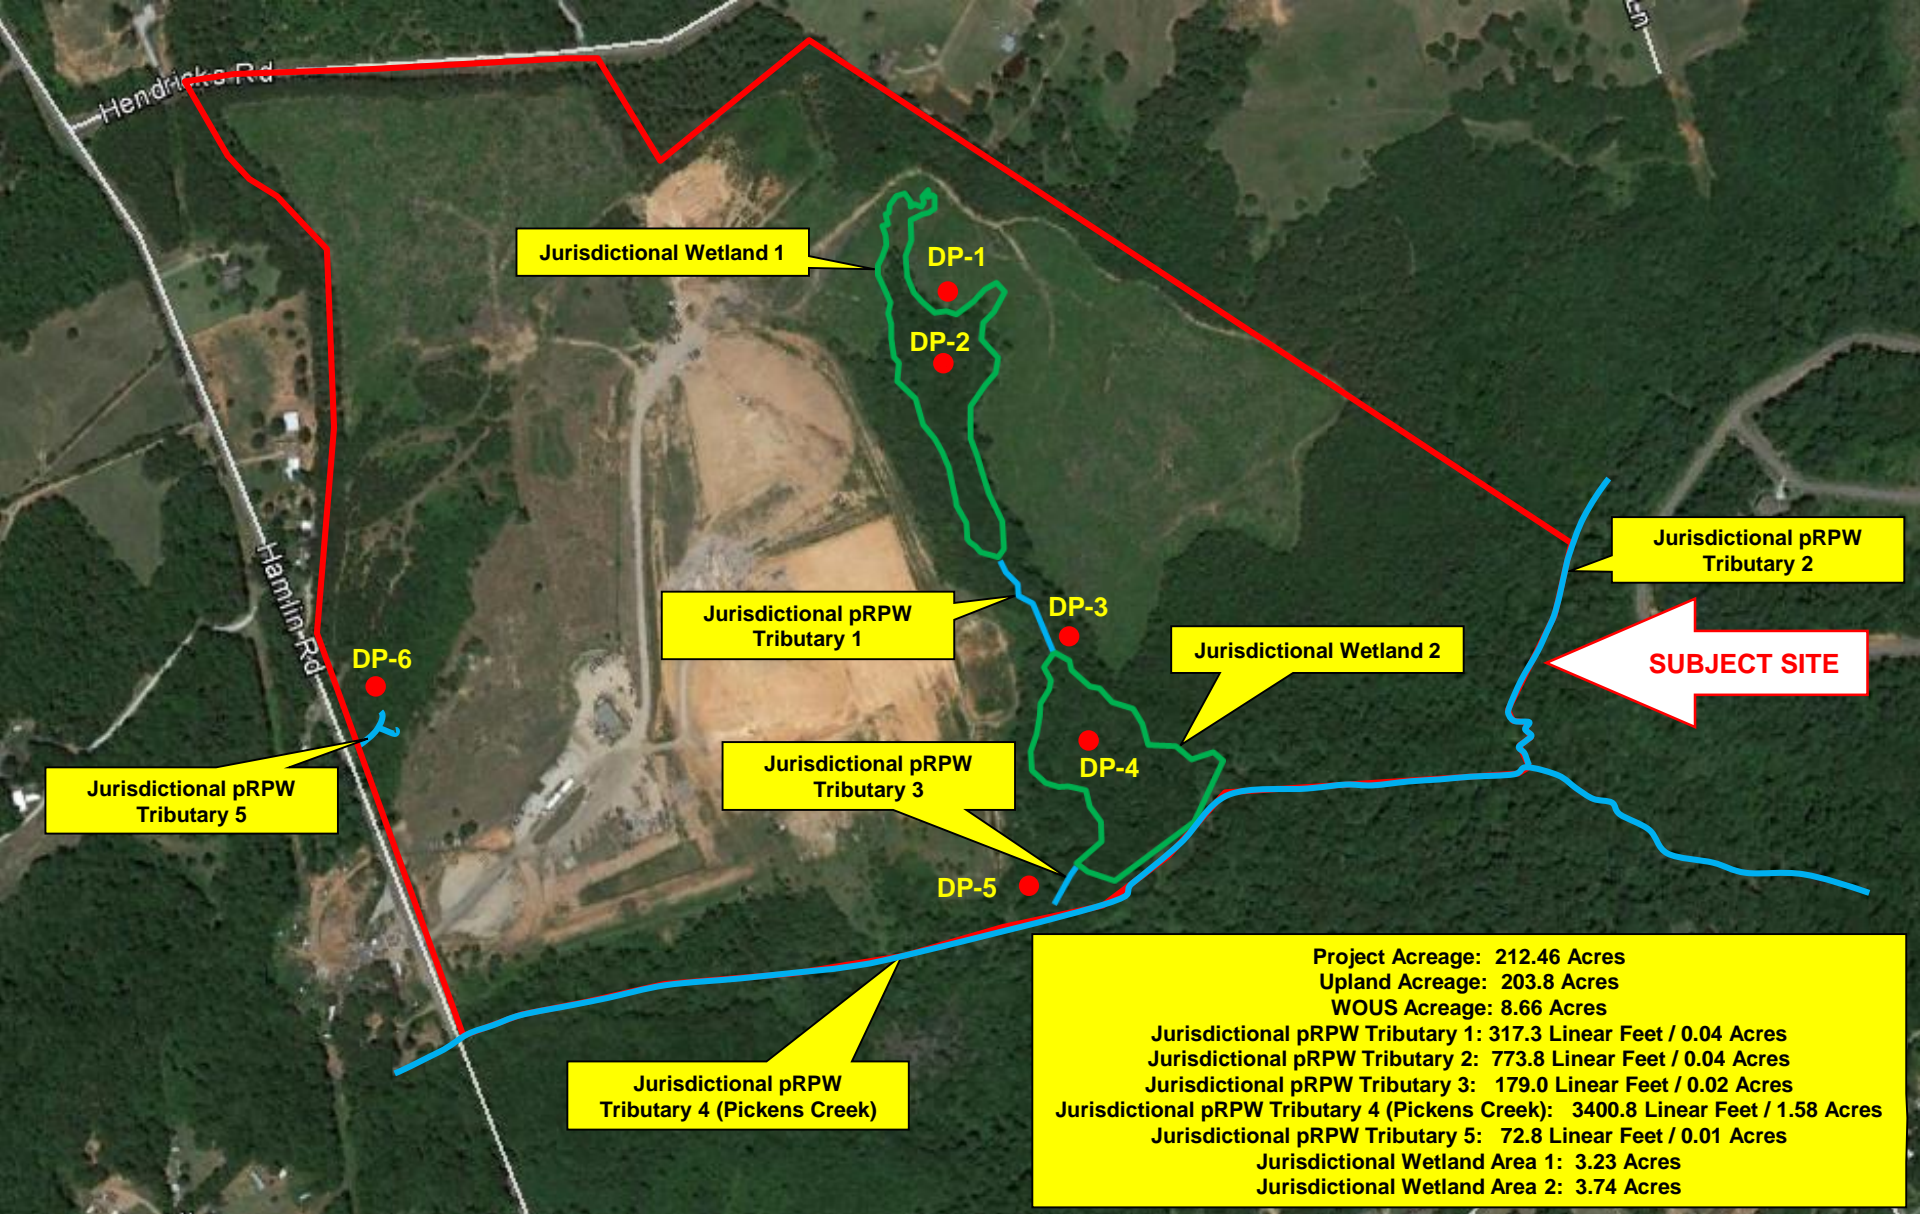 Ln
Hendricks Rd
Jurisdictional Wetland 1
DP-1
DP-2
Jurisdictional pRPW
Tributary 2
Hamlin Rd
Jurisdictional pRPW
Tributary 1
DP-3
Jurisdictional Wetland 2
SUBJECT SITE
DP-6
Jurisdictional pRPW
Tributary 3
DP-4
Jurisdictional pRPW
Tributary 5
DP-5
Project Acreage: 212.46 Acres
Upland Acreage: 203.8 Acres
WOUS Acreage: 8.66 Acres
Jurisdictional pRPW Tributary 1: 317.3 Linear Feet / 0.04 Acres
Jurisdictional pRPW Tributary 2: 773.8 Linear Feet / 0.04 Acres
Jurisdictional pRPW Tributary 3: 179.0 Linear Feet / 0.02 Acres
Jurisdictional pRPW Tributary 4 (Pickens Creek): 3400.8 Linear Feet / 1.58 Acres
Jurisdictional pRPW Tributary 5: 72.8 Linear Feet / 0.01 Acres
Jurisdictional Wetland Area 1: 3.23 Acres
Jurisdictional Wetland Area 2: 3.74 Acres
Jurisdictional pRPW
Tributary 4 (Pickens Creek)